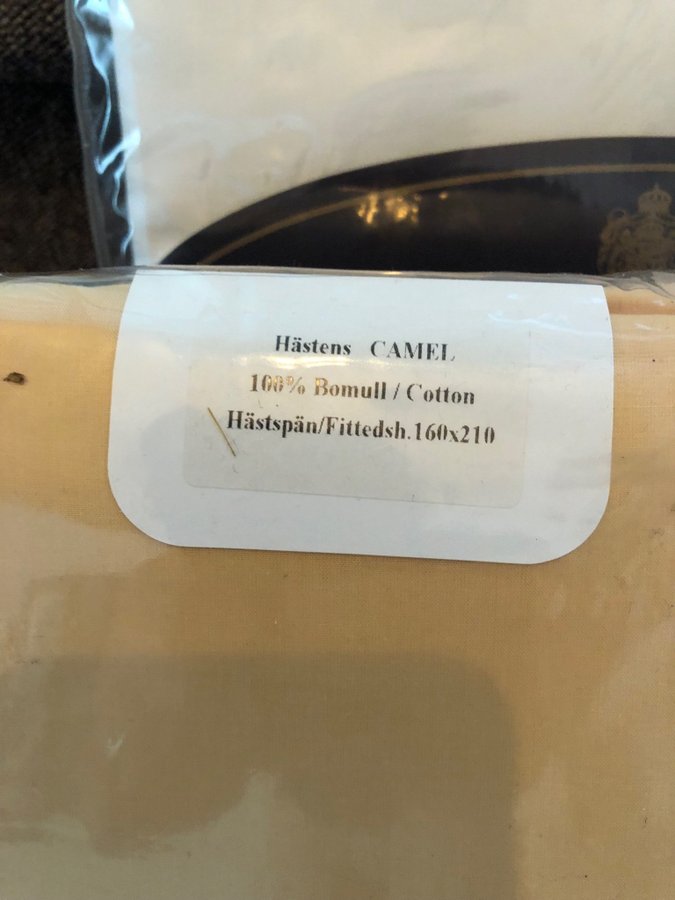 Hästens CAMEL
100% Bomull / Cotton
Hästspän/Fittedsh.160x210